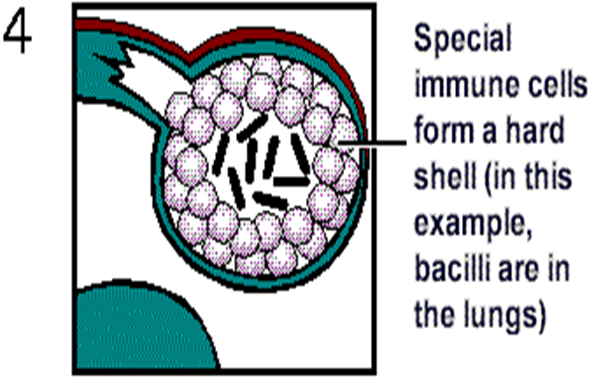 4
Special
immune cells
form a hard
shell (in this
example,
bacilli are in
the lungs)